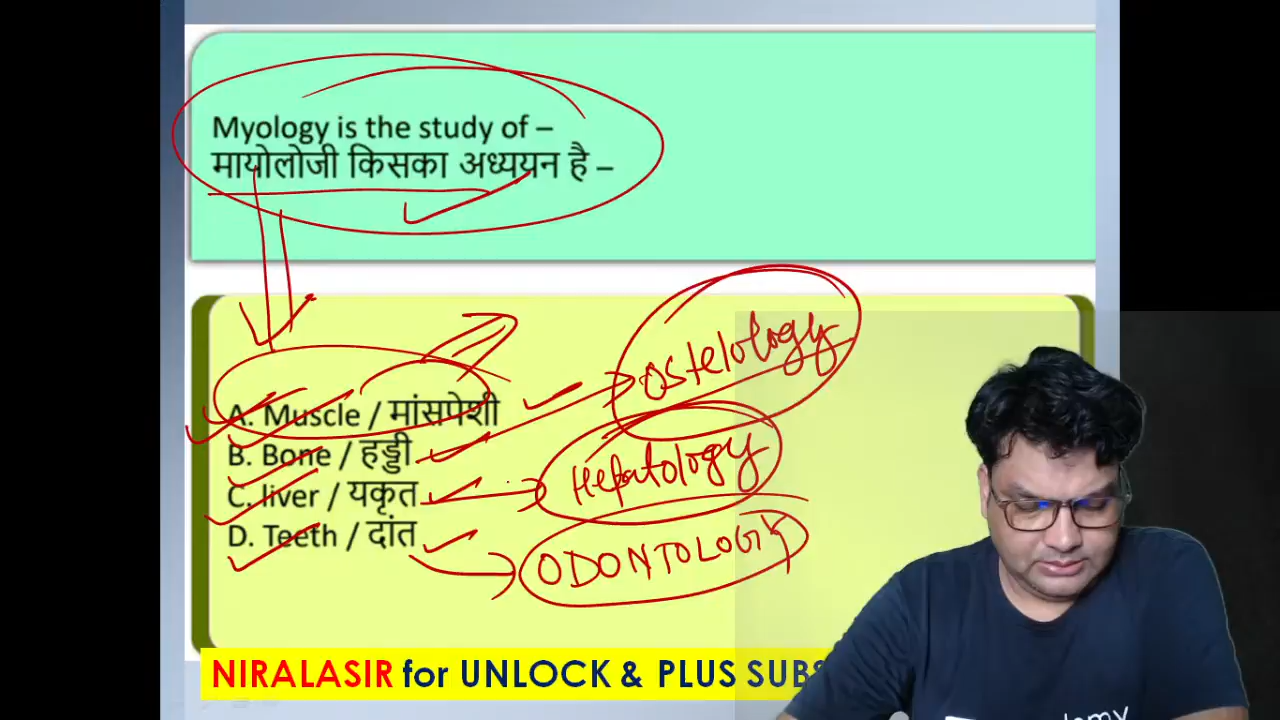 Myology is the study of –
मायोलोजी किसका अध्ययन है –
A. Muscle / मांसपेशी
B. Bone / हड्डी
C. liver / यकृत
D. Teeth / दांत
Ostelology
Hepatology
ODONTOLOGY
NIRALASIR for UNLOCK & PLUS SUBS